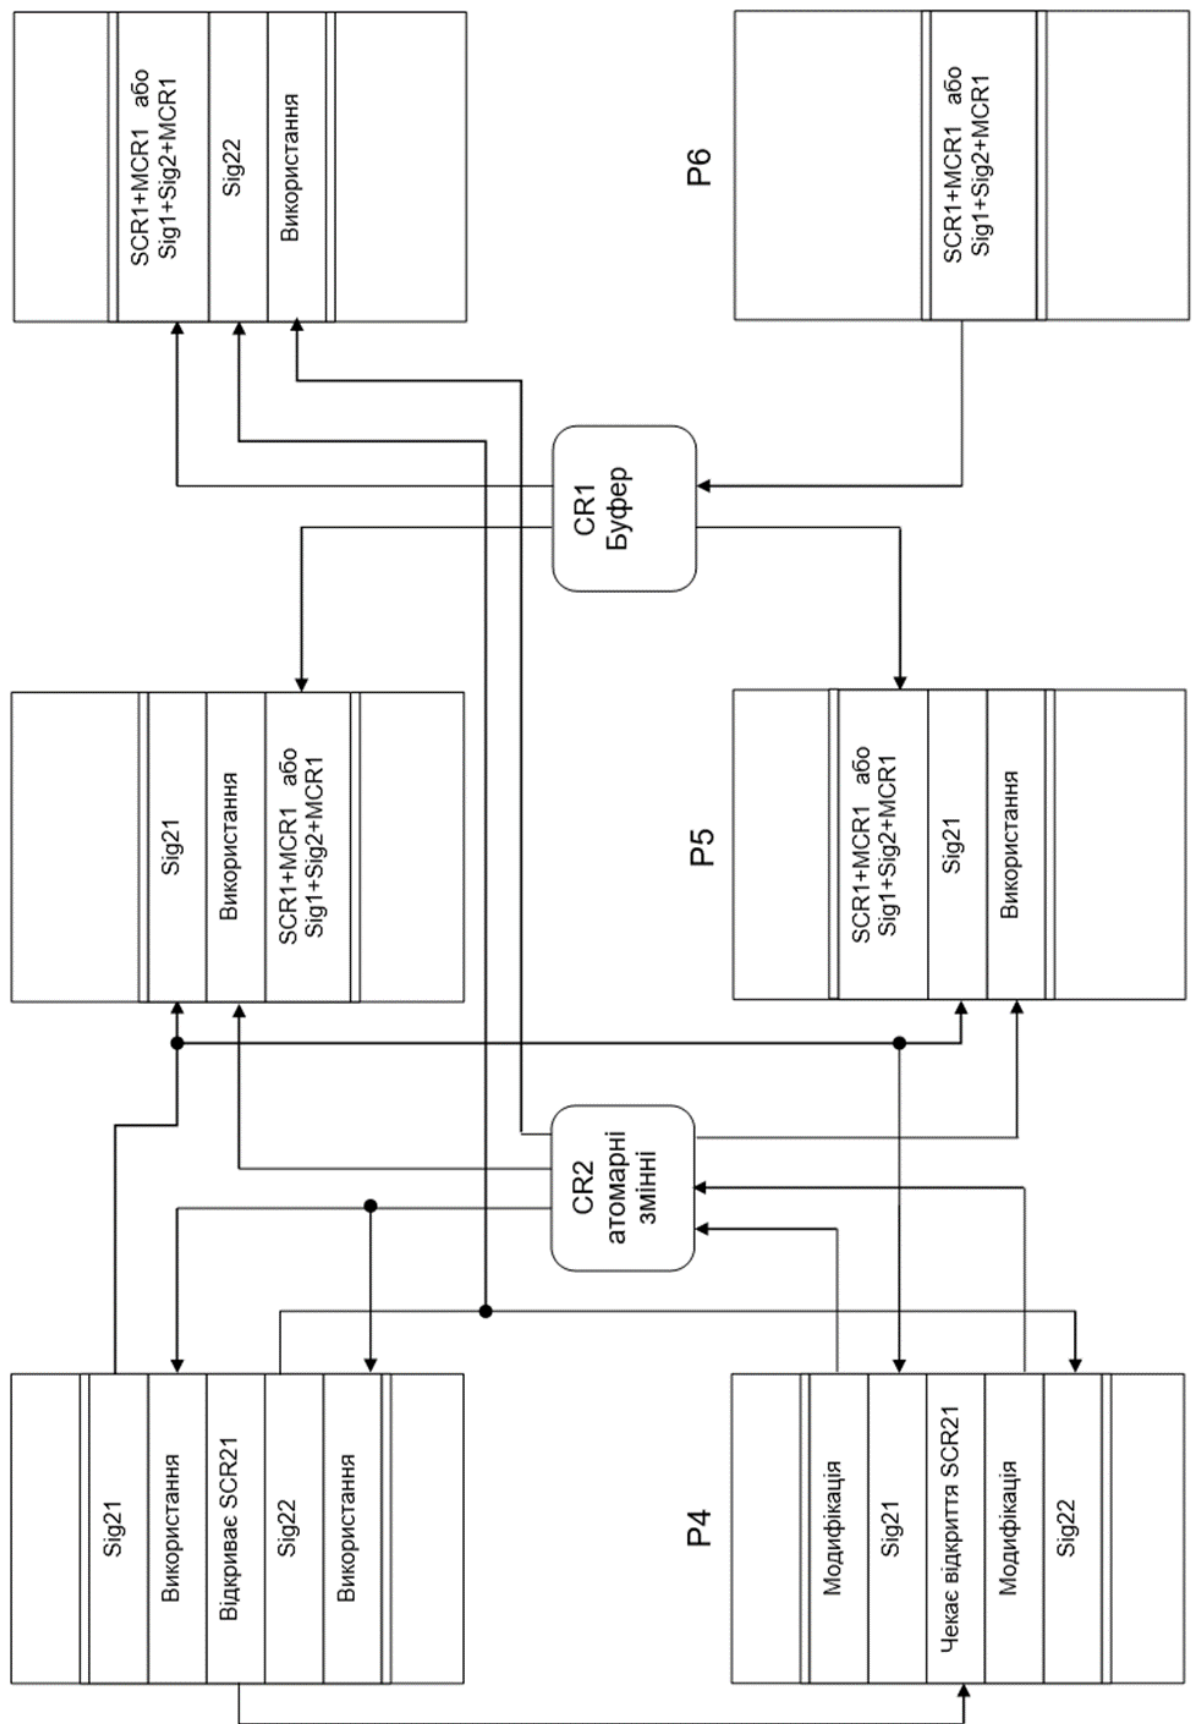 Sig21
Використання
Відкриває SCR21
Sig22
Використання
Sig21
Використання
SCR1+MCR1 або
Sig1+Sig2+MCR1
SCR1+MCR1 або
Sig1+Sig2+MCR1
Sig22
Використання
CR2
атомарні
змінні
CR1
Буфер
P4
Модифікація
Sig21
Чекає відкриття SCR21
Модифікація
Sig22
P5
SCR1+MCR1 або
Sig1+Sig2+MCR1
Sig21
Використання
P6
SCR1+MCR1 або
Sig1+Sig2+MCR1